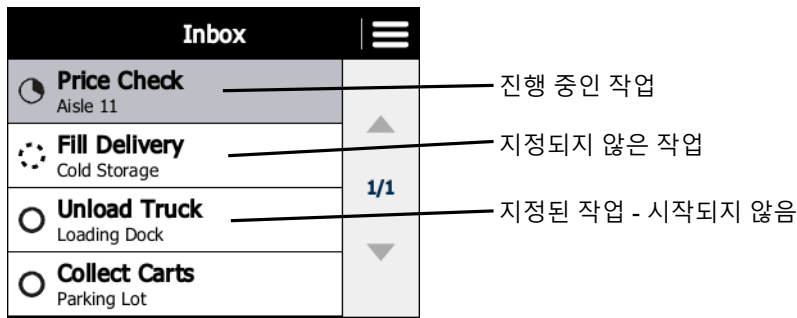 Inbox
Price Check
Aisle 11
진행 중인 작업
Fill Delivery
Cold Storage
지정되지 않은 작업
1/1
Unload Truck
Loading Dock
지정된 작업 - 시작되지 않음
Collect Carts
Parking Lot